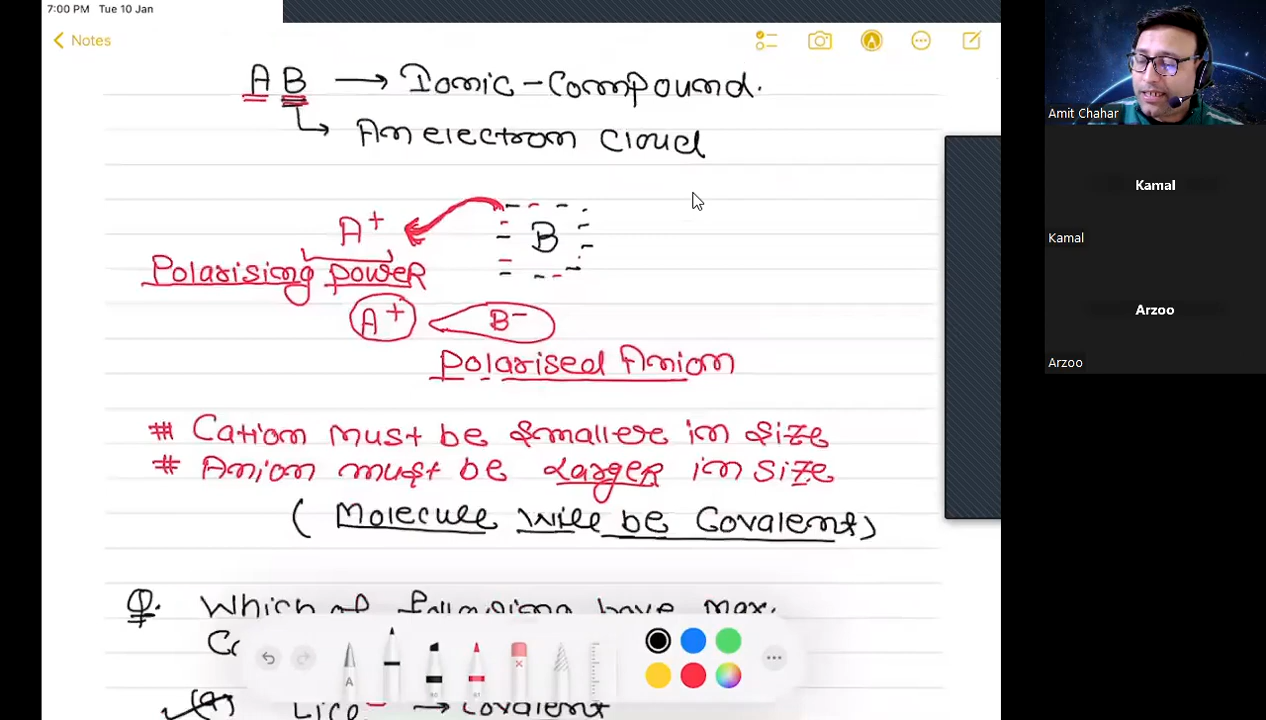 7:00 PM Tue 10 Jan
Notes
A B → Ionic-Compound.
An electron cloud
A+ B
Polarising power
A+ B−
Polarised Anion
# Cation must be smallere in size
# Anion must be Larger in size
( Molecule will be Covalent)
Q. Which of following have max.
(a) → Covalent
Amit Chahar
Kamal
Kamal
Arzoo
Arzoo